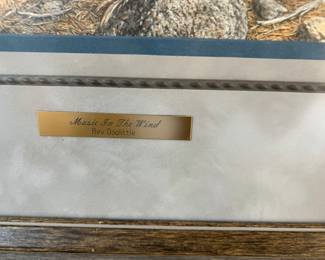 Music In The Wind
Bev Doolittle